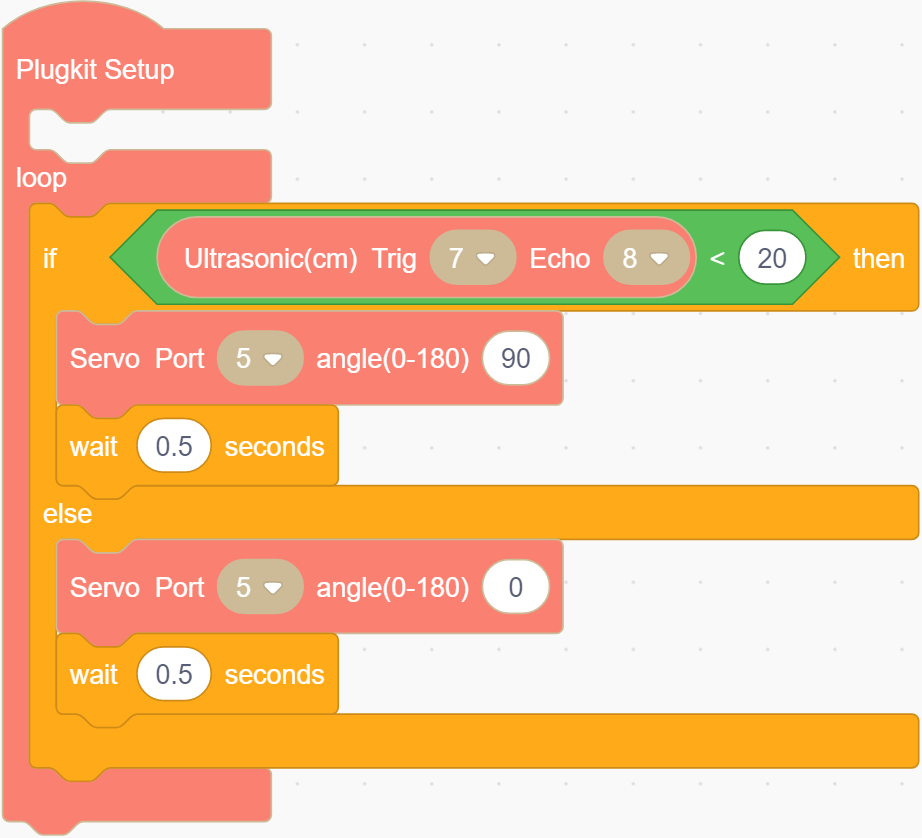 Plugkit Setup
loop
if Ultrasonic(cm) Trig 7 Echo 8 < 20 then
Servo Port 5 angle(0-180) 90
wait 0.5 seconds
else
Servo Port 5 angle(0-180) 0
wait 0.5 seconds